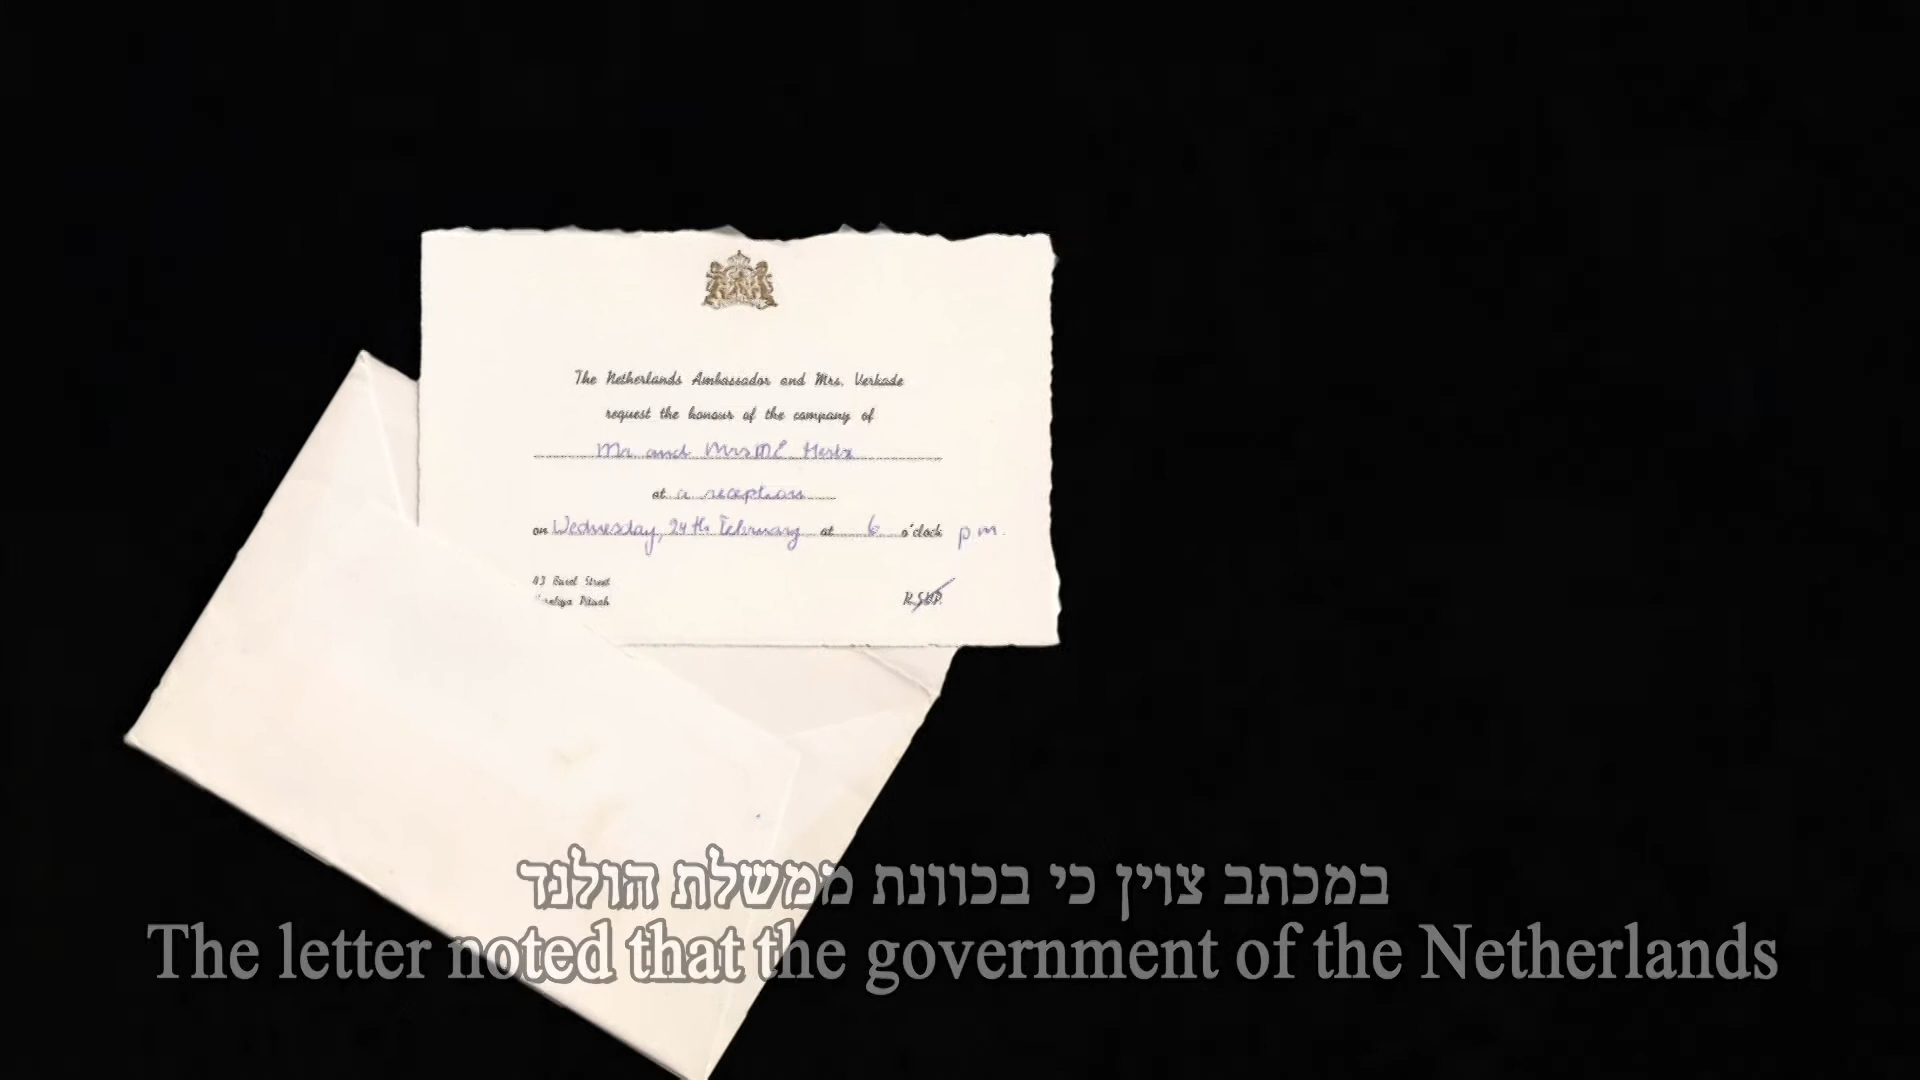 The Netherlands Ambassador and Mrs. Verkade
request the honour of the company of
Mr and Mrs
at a reception
on Wednesday, 24th February at 6 o'clock p.m.
43 Street
Pituah
R.S.V.P.
במכתב צוין כי בכוונת ממשלת הולנד
The letter noted that the government of the Netherlands